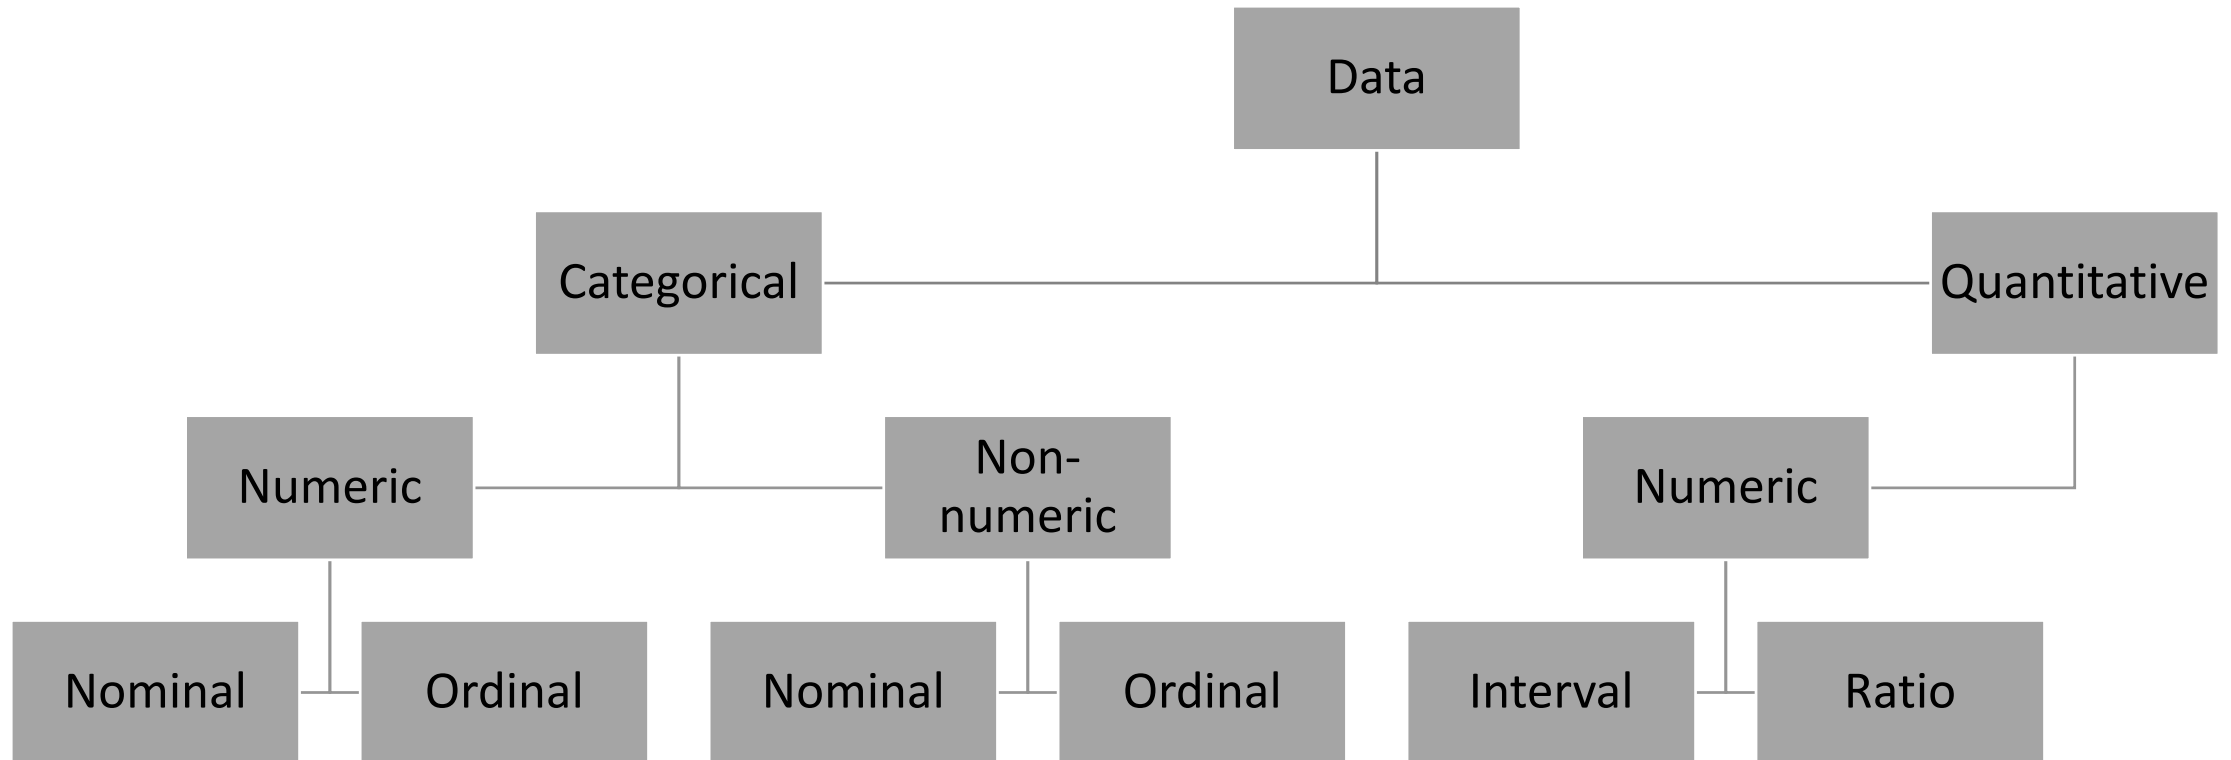 Data
Categorical
Quantitative
Numeric
Non-
numeric
Numeric
Nominal
Ordinal
Nominal
Ordinal
Interval
Ratio